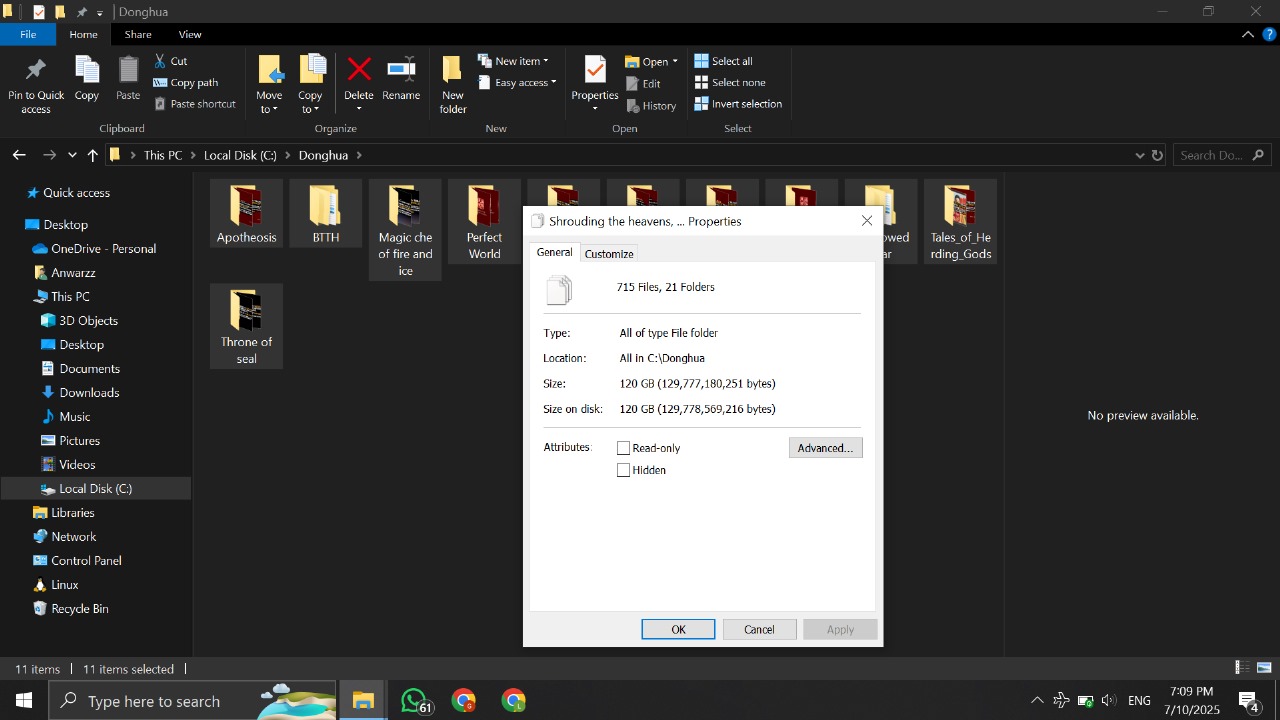 Donghua
File Home Share View
Pin to Quick access
Copy
Paste
Cut
Copy path
Paste shortcut
Clipboard
Move to
Copy to
Delete
Rename
Organize
New folder
New item
Easy access
New
Properties
Open
Edit
History
Open
Select all
Select none
Invert selection
Select
This PC Local Disk (C:) Donghua
Search Do...
Quick access
Desktop
OneDrive - Personal
Anwarzz
This PC
3D Objects
Desktop
Documents
Downloads
Music
Pictures
Videos
Local Disk (C:)
Libraries
Network
Control Panel
Linux
Recycle Bin
Apotheosis
BTTH
Magic che
of fire and
ice
Perfect
World
owed
ar
Tales_of_He
rding_Gods
Throne of
seal
Shrouding the heavens, ... Properties
General Customize
715 Files, 21 Folders
Type: All of type File folder
Location: All in C:\Donghua
Size: 120 GB (129,777,180,251 bytes)
Size on disk: 120 GB (129,778,569,216 bytes)
Attributes: Read-only Advanced...
Hidden
OK Cancel Apply
No preview available.
11 items 11 items selected
Type here to search
61
G
L
ENG
7:09 PM
7/10/2025
4